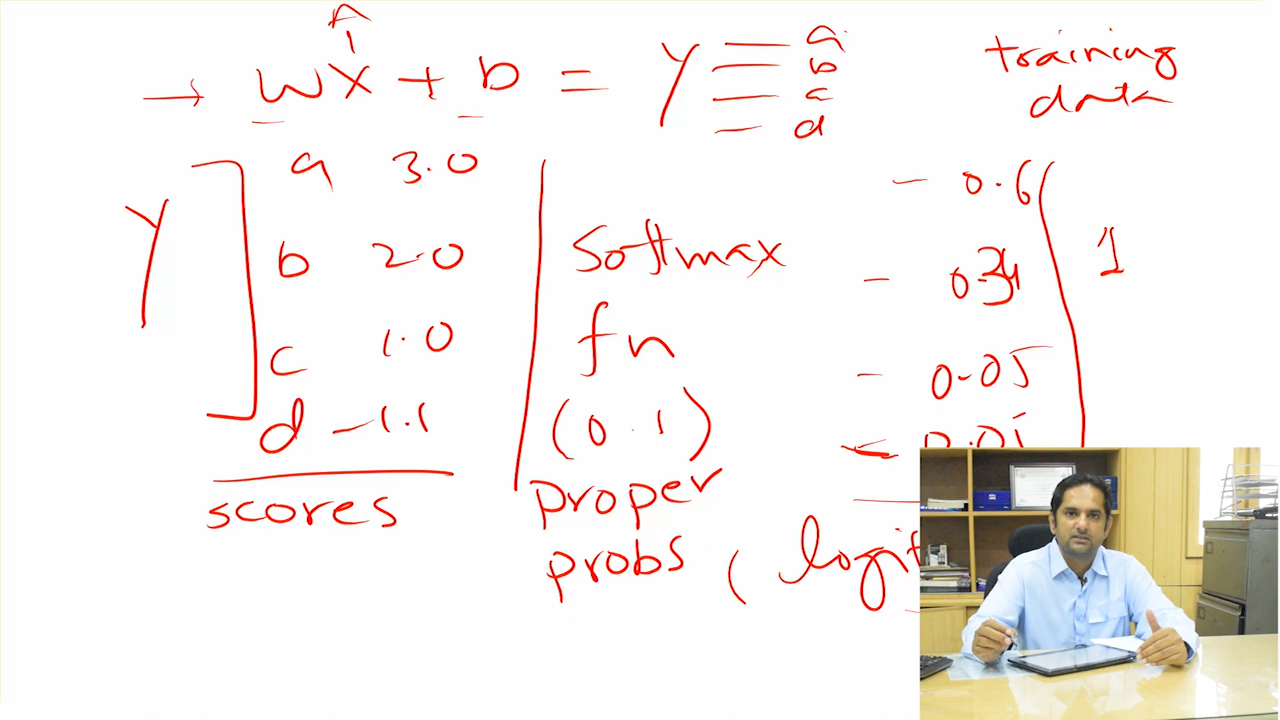 A
→ WX + b = Y a
b
c
d
training
data
Y a 3.0
b 2.0
c 1.0
d -1.1
scores
Softmax
fn
(0.1)
proper
probs (logit
- 0.6
- 0.34
- 0.05
1